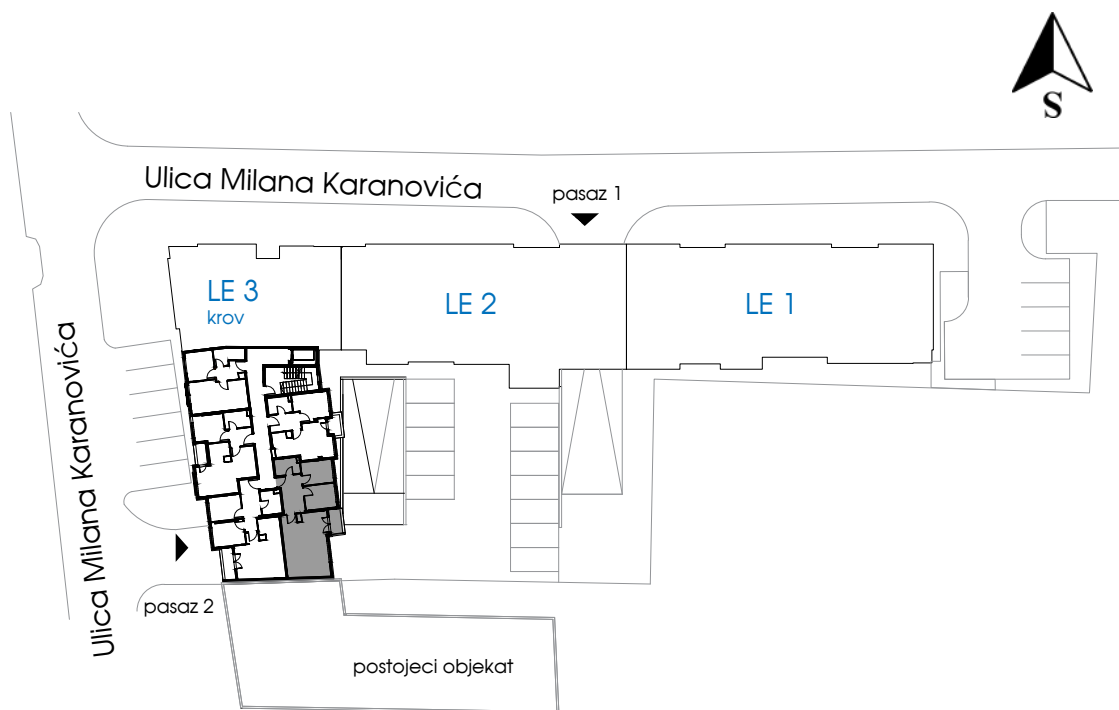 S
Ulica Milana Karanovića
pasaz 1
LE 3
krov
LE 2
LE 1
Ulica Milana Karanovića
pasaz 2
postojeci objekat